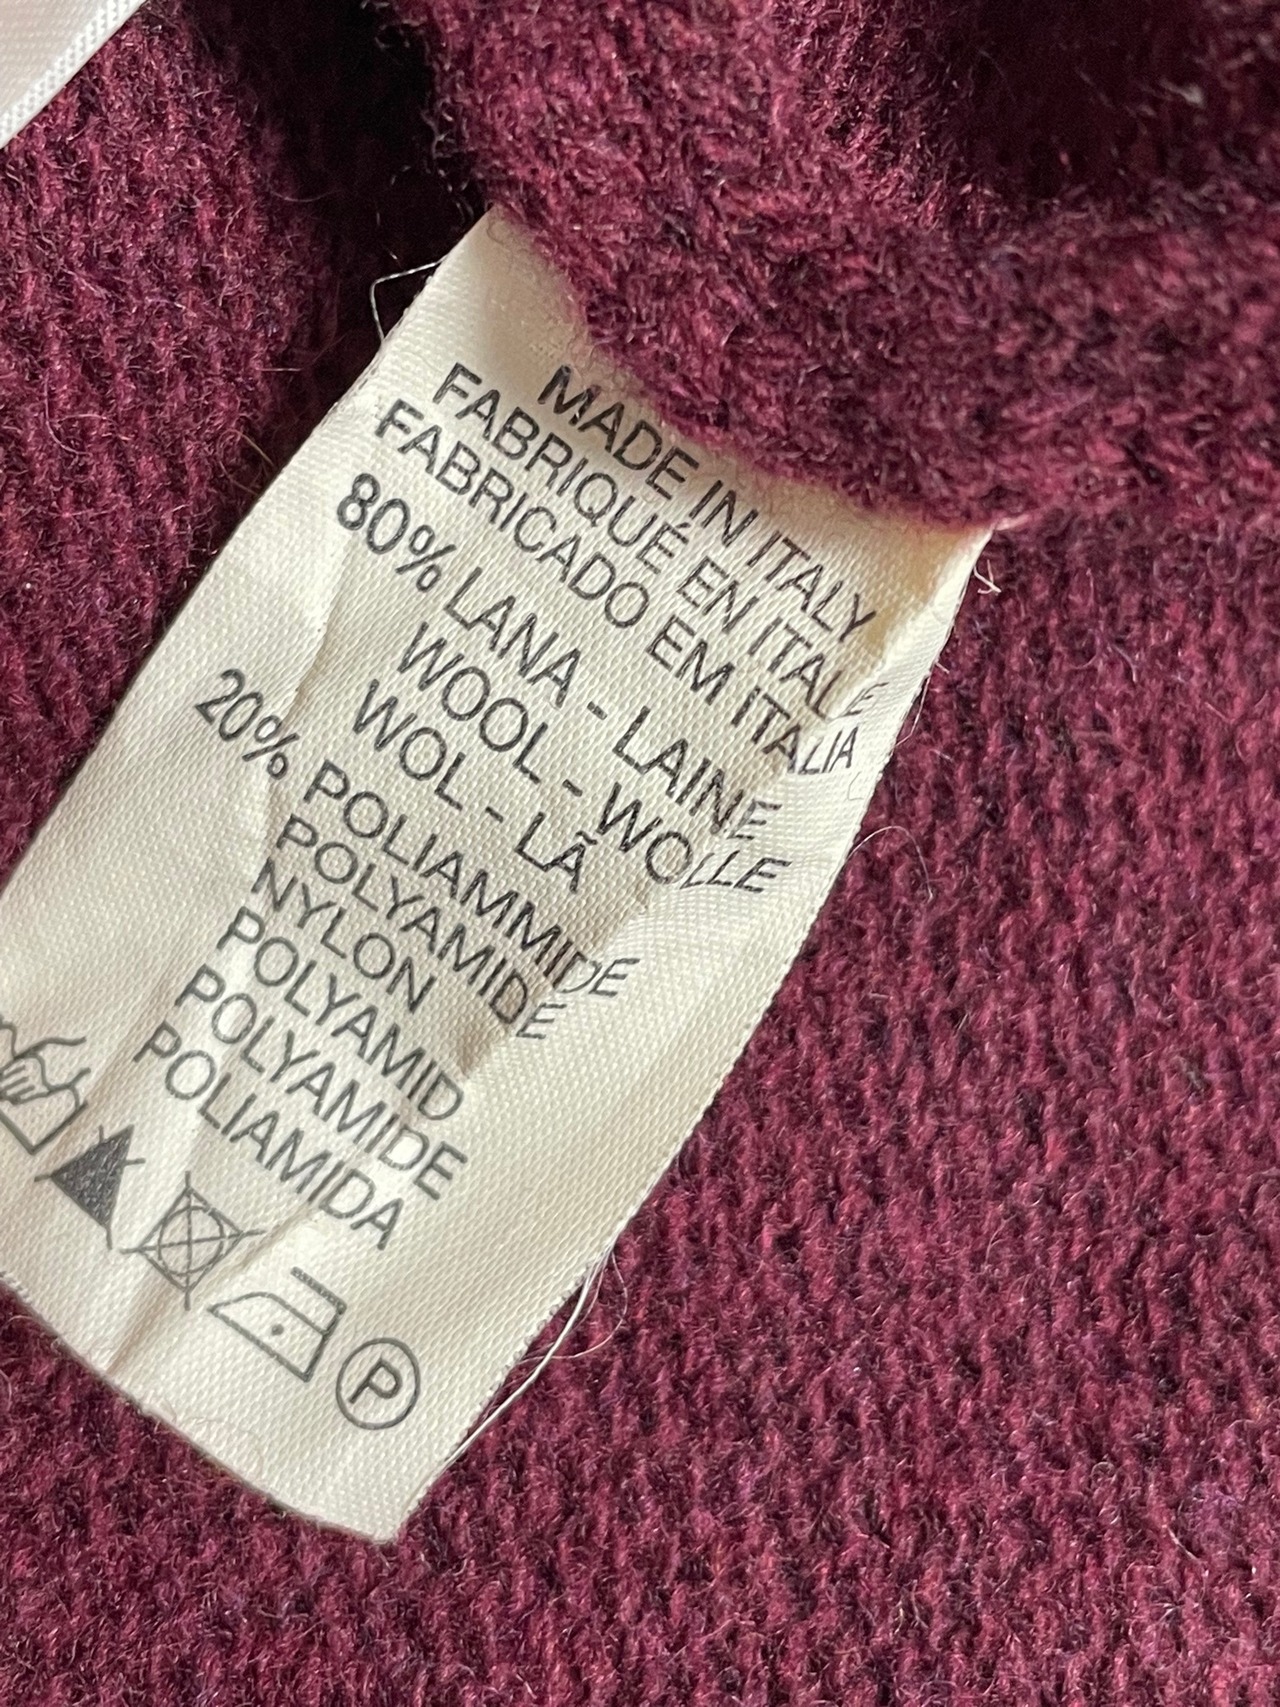 MADE IN ITALY
FABRIQUÉ EN ITALIE
FABRICADO EM ITALIA
80% LANA - LAINE
WOOL - WOLLE
WOL - LÃ
20% POLIAMMIDE
POLYAMIDE
NYLON
POLYAMID
POLYAMIDE
POLIAMIDA
P